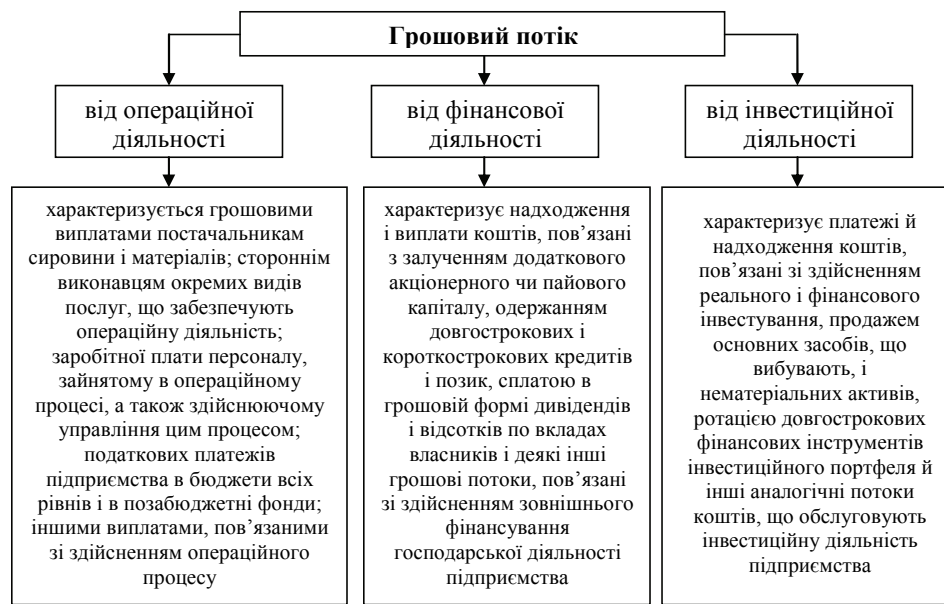 Грошовий потік
від операційної
діяльності
від фінансової
діяльності
від інвестиційної
діяльності
характеризується грошовими
виплатами постачальникам
сировини і матеріалів; стороннім
виконавцям окремих видів
послуг, що забезпечують
операційну діяльність;
заробітної плати персоналу,
зайнятому в операційному
процесі, а також здійснюючому
управління цим процесом;
податкових платежів
підприємства в бюджети всіх
рівнів і в позабюджетні фонди;
іншими виплатами, пов’язаними
зі здійсненням операційного
процесу
характеризує надходження
і виплати коштів, пов’язані
з залученням додаткового
акціонерного чи пайового
капіталу, одержанням
довгострокових і
короткострокових кредитів
і позик, сплатою в
грошовій формі дивідендів
і відсотків по вкладах
власників і деякі інші
грошові потоки, пов’язані
зі здійсненням зовнішнього
фінансування
господарської діяльності
підприємства
характеризує платежі й
надходження коштів,
пов’язані зі здійсненням
реального і фінансового
інвестування, продажем
основних засобів, що
вибувають, і
нематеріальних активів,
ротацією довгострокових
фінансових інструментів
інвестиційного портфеля й
інші аналогічні потоки
коштів, що обслуговують
інвестиційну діяльність
підприємства